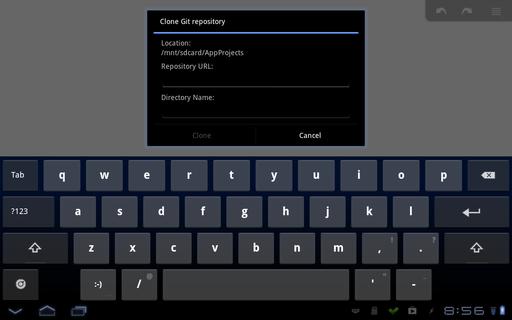 Clone Git repository
Location:
/mnt/sdcard/AppProjects
Repository URL:
Directory Name:
Clone
Cancel
Tab q w e r t y u i o p
?123 a s d f g h j k l
z x c v b n m , ! . ?
:-) / @ ' " - _
8:56